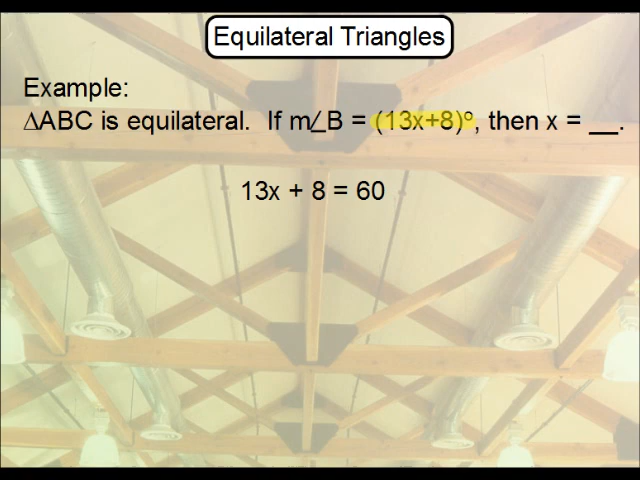 Equilateral Triangles
Example:
∆ABC is equilateral. If m∠B = (13x+8)º, then x = __.
13x + 8 = 60